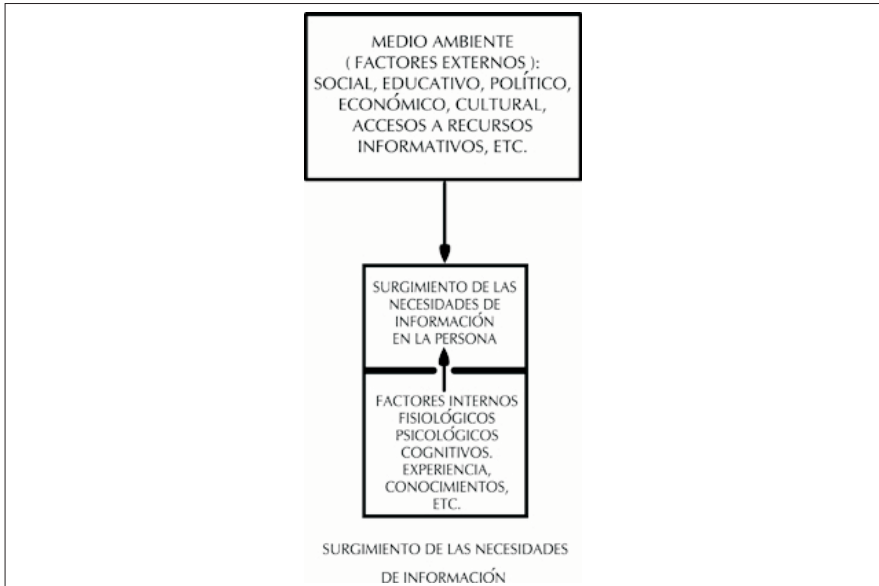 MEDIO AMBIENTE
( FACTORES EXTERNOS ):
SOCIAL, EDUCATIVO, POLÍTICO,
ECONÓMICO, CULTURAL,
ACCESOS A RECURSOS
INFORMATIVOS, ETC.
SURGIMIENTO DE LAS
NECESIDADES DE
INFORMACIÓN
EN LA PERSONA
FACTORES INTERNOS
FISIOLÓGICOS
PSICOLÓGICOS
COGNITIVOS.
EXPERIENCIA,
CONOCIMIENTOS,
ETC.
SURGIMIENTO DE LAS NECESIDADES
DE INFORMACIÓN